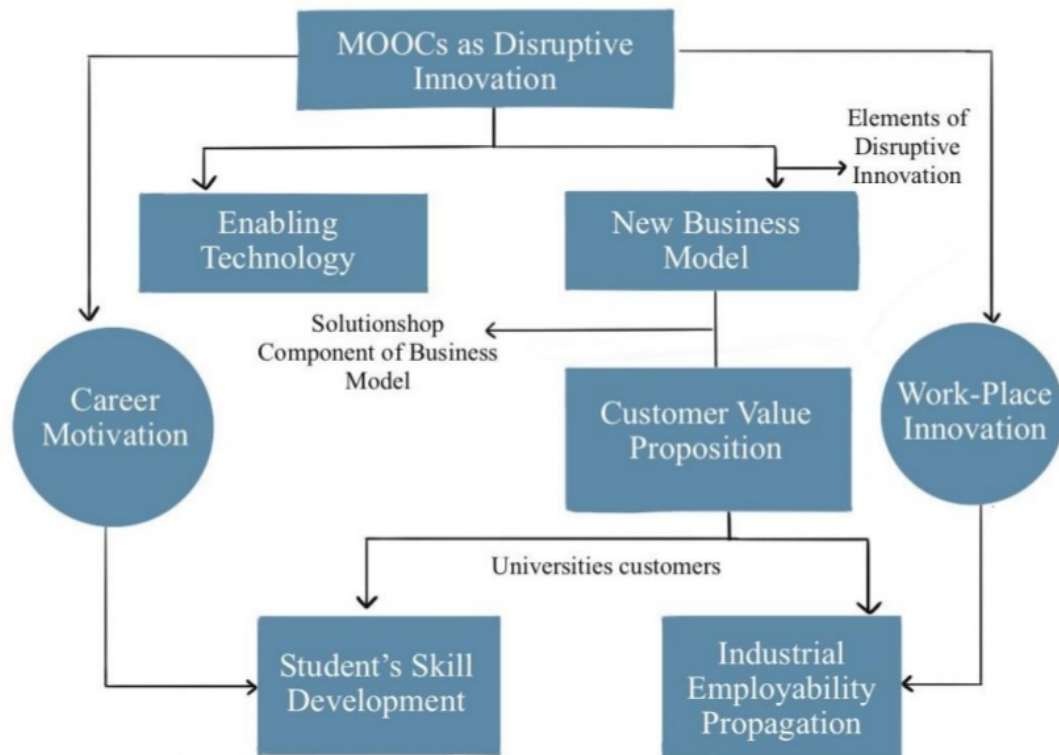 MOOCs as Disruptive
Innovation
Elements of
Disruptive
Innovation
Enabling
Technology
New Business
Model
Solutionshop
Component of Business
Model
Career
Motivation
Customer Value
Proposition
Work-Place
Innovation
Universities customers
Student’s Skill
Development
Industrial
Employability
Propagation